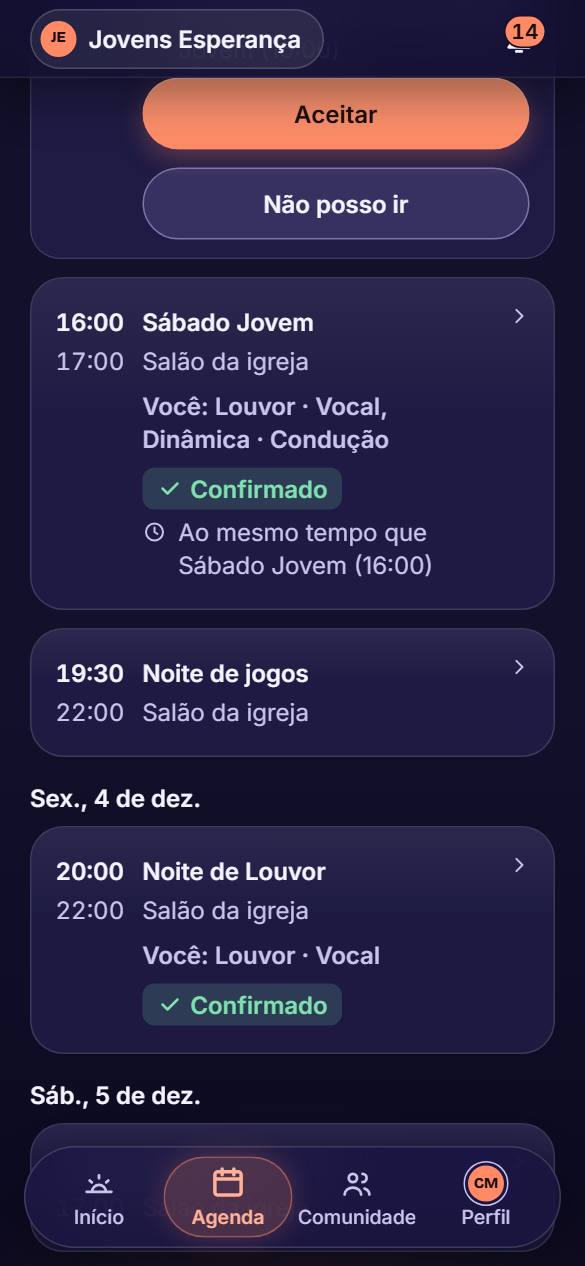 JE Jovens Esperança
14
Aceitar
Não posso ir
16:00 Sábado Jovem
17:00 Salão da igreja
Você: Louvor · Vocal,
Dinâmica · Condução
Confirmado
Ao mesmo tempo que
Sábado Jovem (16:00)
19:30 Noite de jogos
22:00 Salão da igreja
Sex., 4 de dez.
20:00 Noite de Louvor
22:00 Salão da igreja
Você: Louvor · Vocal
Confirmado
Sáb., 5 de dez.
CM
Início Agenda Comunidade Perfil